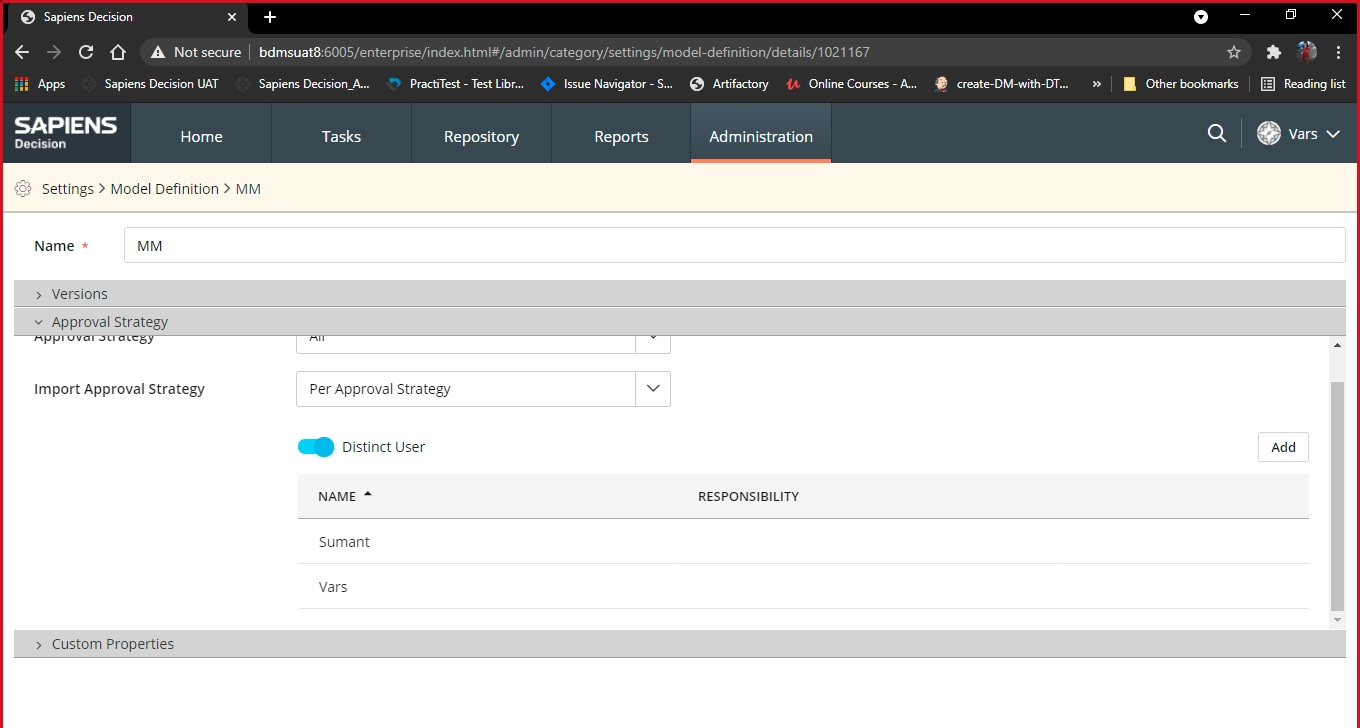 Sapiens Decision
Not secure bdmsuat8:6005/enterprise/index.html#/admin/category/settings/model-definition/details/1021167
Apps Sapiens Decision UAT Sapiens Decision_A... PractiTest - Test Libr... Issue Navigator - S... Artifactory Online Courses - A... create-DM-with-DT... » Other bookmarks Reading list
SAPIENS
Decision
Home Tasks Repository Reports Administration Vars
Settings > Model Definition > MM
Name * MM
Versions
Approval Strategy
Approval Strategy All
Import Approval Strategy Per Approval Strategy
Distinct User Add
NAME RESPONSIBILITY
Sumant
Vars
Custom Properties